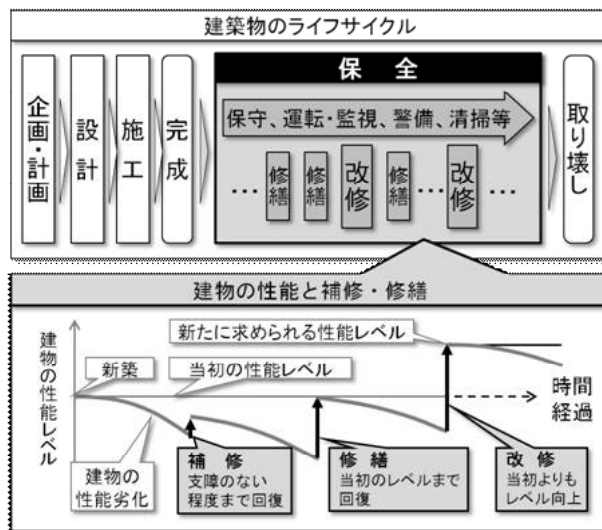 建築物のライフサイクル
企画・計画
設計
施工
完成
保全
保守、運転・監視、警備、清掃等
…
修繕
修繕
改修
修繕
…
改修
…
取り壊し
建物の性能と補修・修繕
建物の性能レベル
新たに求められる性能レベル
新築
当初の性能レベル
時間
経過
建物の
性能劣化
補修
支障のない
程度まで回復
修繕
当初のレベルまで
回復
改修
当初よりも
レベル向上